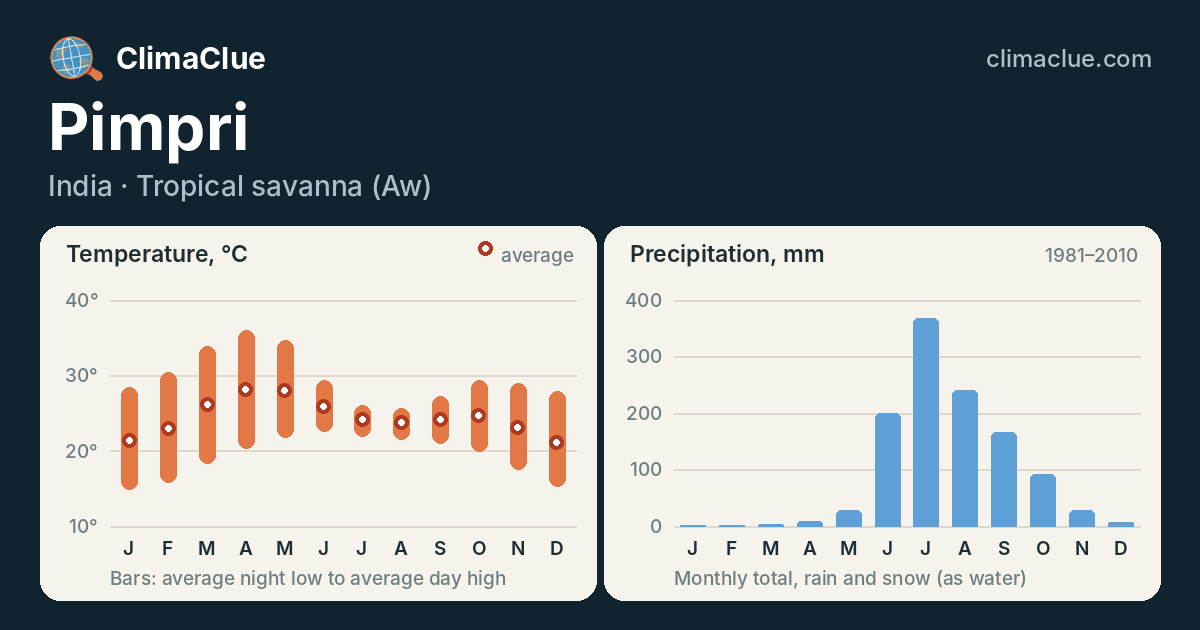 ClimaClue
climaclue.com
Pimpri
India · Tropical savanna (Aw)
Temperature, °C
average
40°
30°
20°
10°
J F M A M J J A S O N D
Bars: average night low to average day high
Precipitation, mm
1981–2010
400
300
200
100
0
J F M A M J J A S O N D
Monthly total, rain and snow (as water)